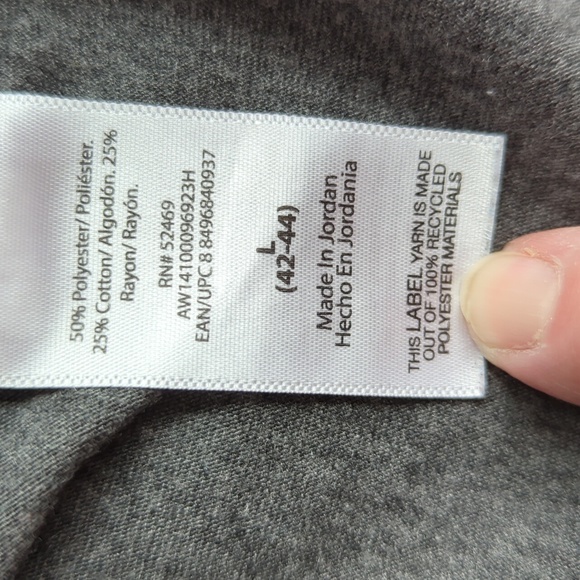 50% Polyester/ Poliéster.
25% Cotton/ Algodón. 25%
Rayon/ Rayón.
RN# 52469
AW14100096923H
EAN/UPC 8 8496840937
L
(42-44)
Made In Jordan
Hecho En Jordania
THIS LABEL YARN IS MADE
OUT OF 100% RECYCLED
POLYESTER MATERIALS